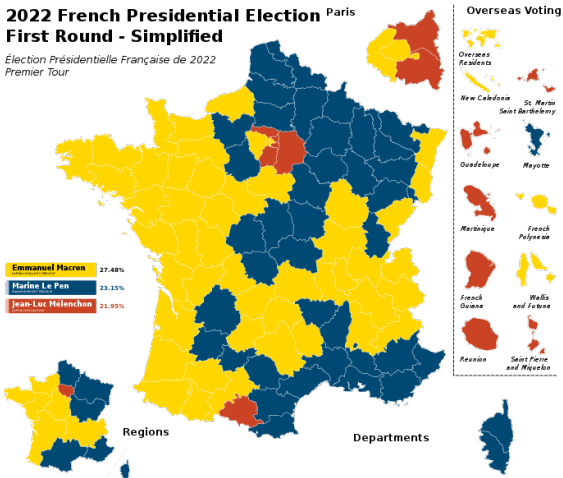 2022 French Presidential Election
First Round - Simplified
Élection Présidentielle Française de 2022
Premier Tour
Paris
Overseas Voting
Overseas
Residents
New Caledonia
St. Martin
Saint Barthélemy
Guadeloupe
Mayotte
Martinique
French
Polynesia
French
Guiana
Wallis
and Futuna
Réunion
Saint Pierre
and Miquelon
Emmanuel Macron
27.48%
Marine Le Pen
23.15%
Jean-Luc Mélenchon
21.95%
Regions
Departments